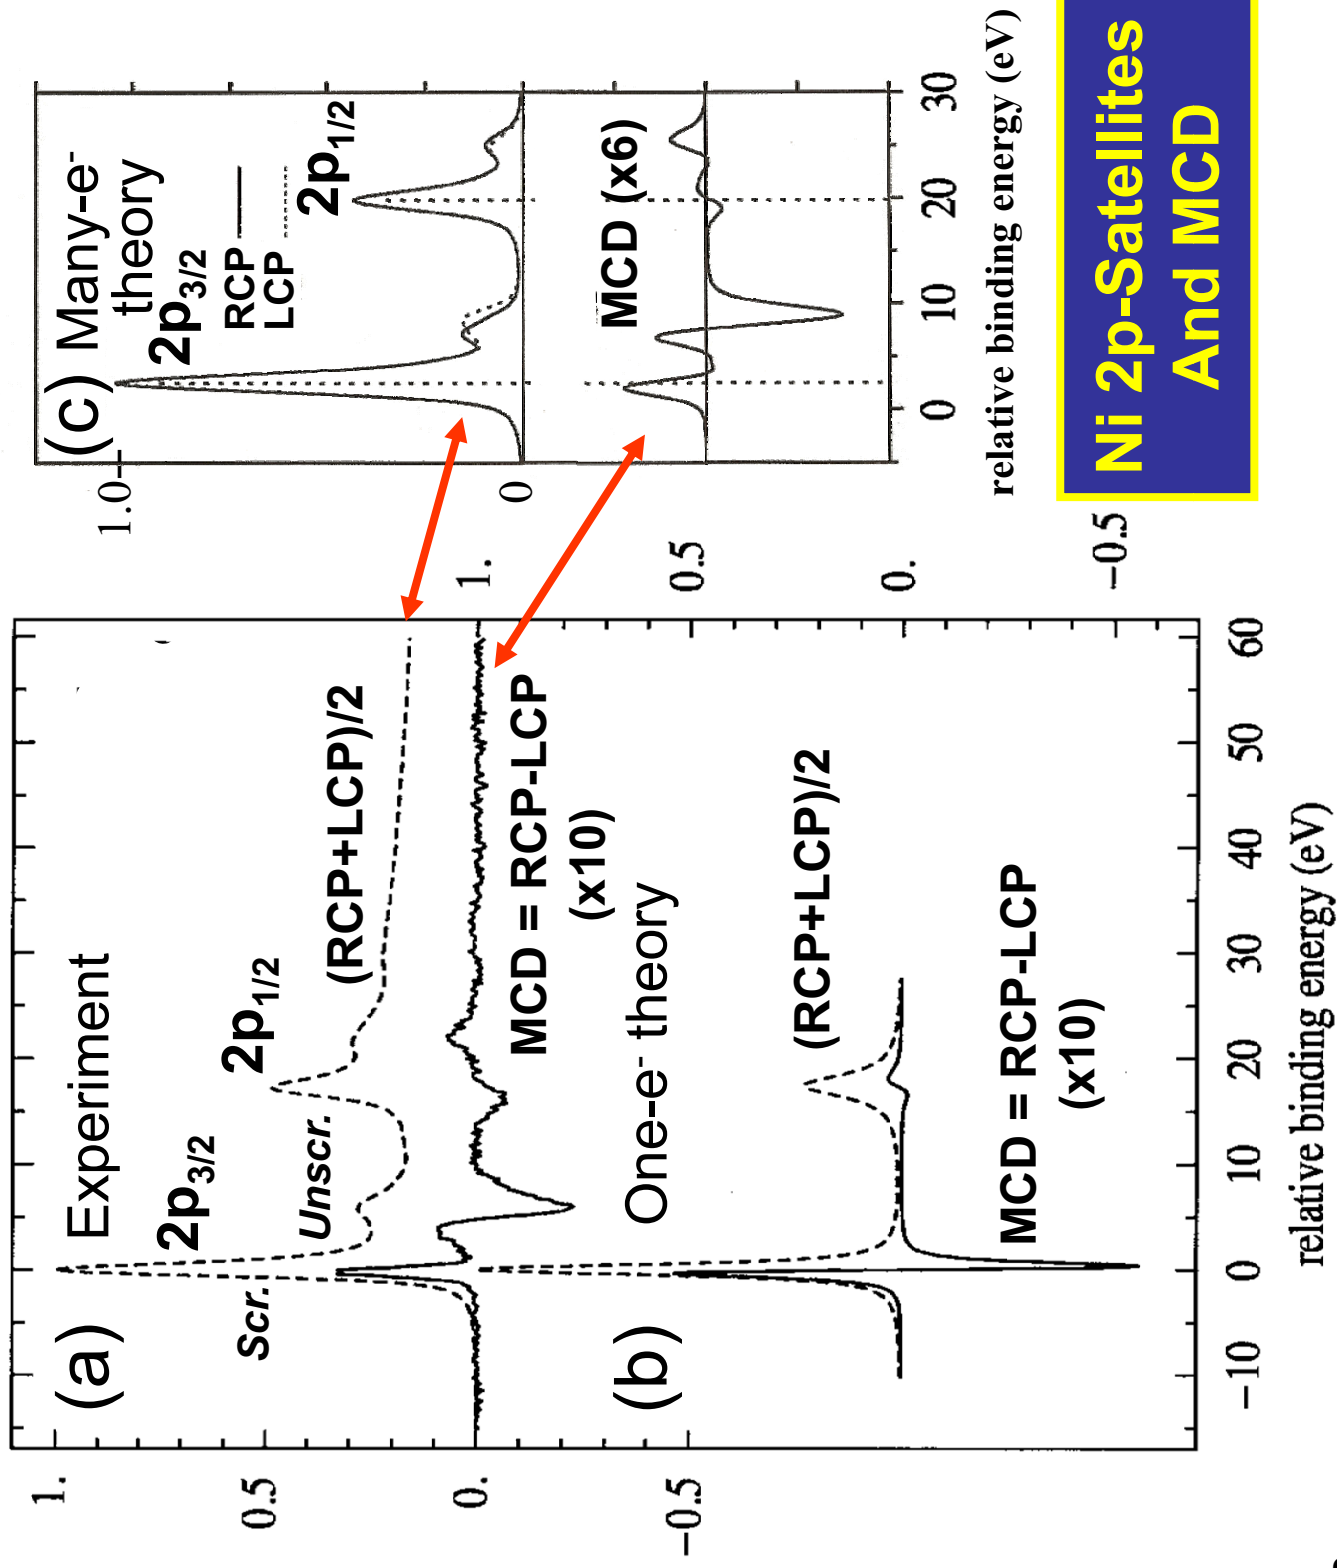 (a) Experiment
2p3/2
2p1/2
Scr.
Unscr.
(RCP+LCP)/2
MCD = RCP-LCP
(x10)
1.
0.5
0.
−0.5
(b) One-e- theory
(RCP+LCP)/2
MCD = RCP-LCP
(x10)
1.
0.5
0.
−0.5
−10 0 10 20 30 40 50 60
relative binding energy (eV)
(c) Many-e-
theory
2p3/2
RCP
LCP
2p1/2
1.0
0
MCD (x6)
0 10 20 30
relative binding energy (eV)
Ni 2p-Satellites
And MCD